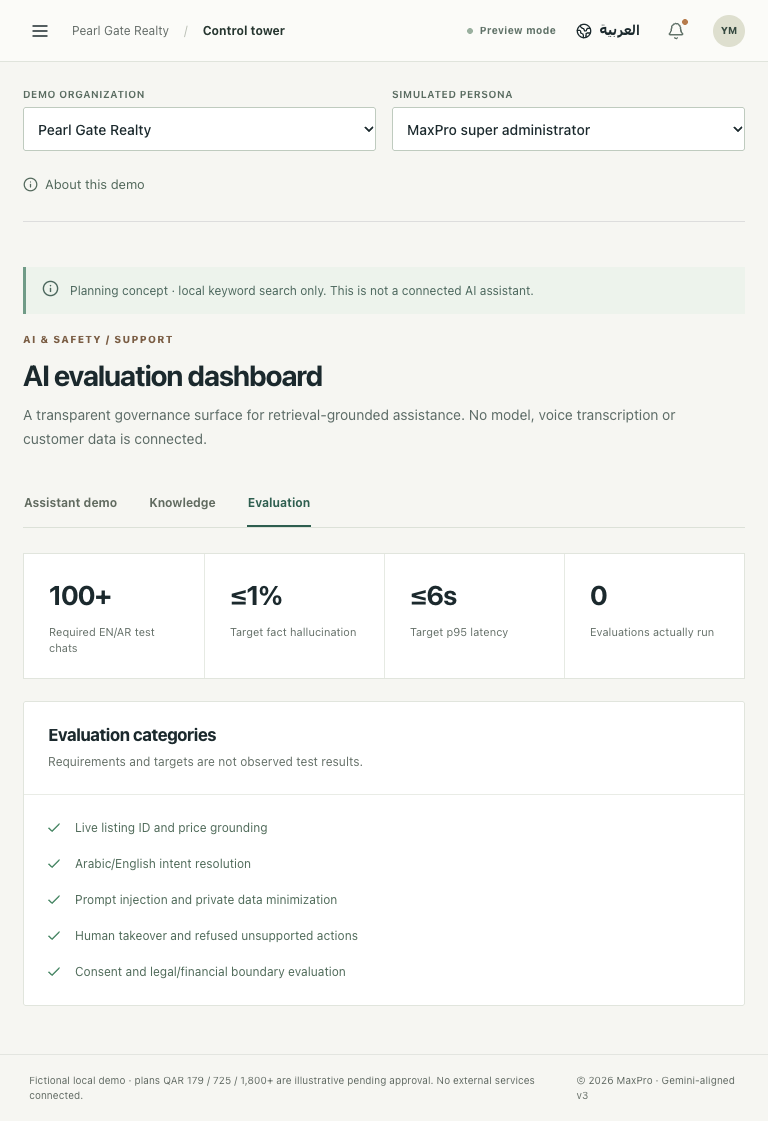 Pearl Gate Realty / Control tower
Preview mode
العربية
YM
DEMO ORGANIZATION
Pearl Gate Realty
SIMULATED PERSONA
MaxPro super administrator
About this demo
Planning concept · local keyword search only. This is not a connected AI assistant.
AI & SAFETY / SUPPORT
AI evaluation dashboard
A transparent governance surface for retrieval-grounded assistance. No model, voice transcription or
customer data is connected.
Assistant demo
Knowledge
Evaluation
100+
Required EN/AR test
chats
≤1%
Target fact hallucination
≤6s
Target p95 latency
0
Evaluations actually run
Evaluation categories
Requirements and targets are not observed test results.
Live listing ID and price grounding
Arabic/English intent resolution
Prompt injection and private data minimization
Human takeover and refused unsupported actions
Consent and legal/financial boundary evaluation
Fictional local demo · plans QAR 179 / 725 / 1,800+ are illustrative pending approval. No external services
connected.
© 2026 MaxPro · Gemini-aligned
v3